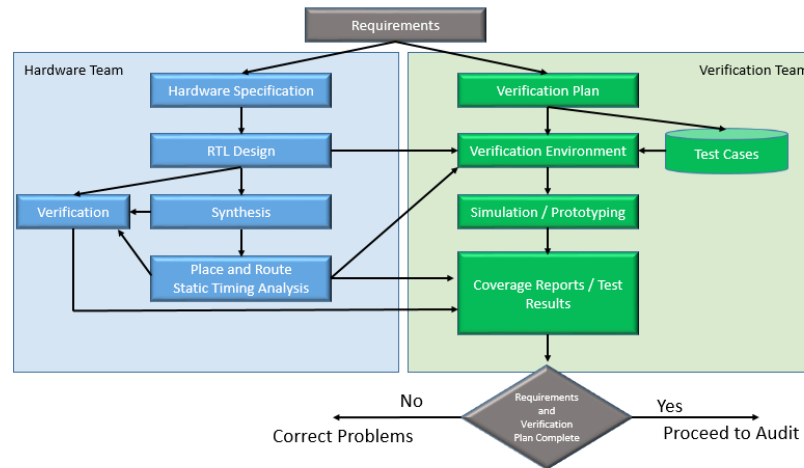 Requirements
Hardware Team
Verification Team
Hardware Specification
Verification Plan
RTL Design
Verification Environment
Test Cases
Verification
Synthesis
Simulation / Prototyping
Place and Route
Static Timing Analysis
Coverage Reports / Test
Results
Requirements
and
Verification
Plan Complete
No
Yes
Correct Problems
Proceed to Audit